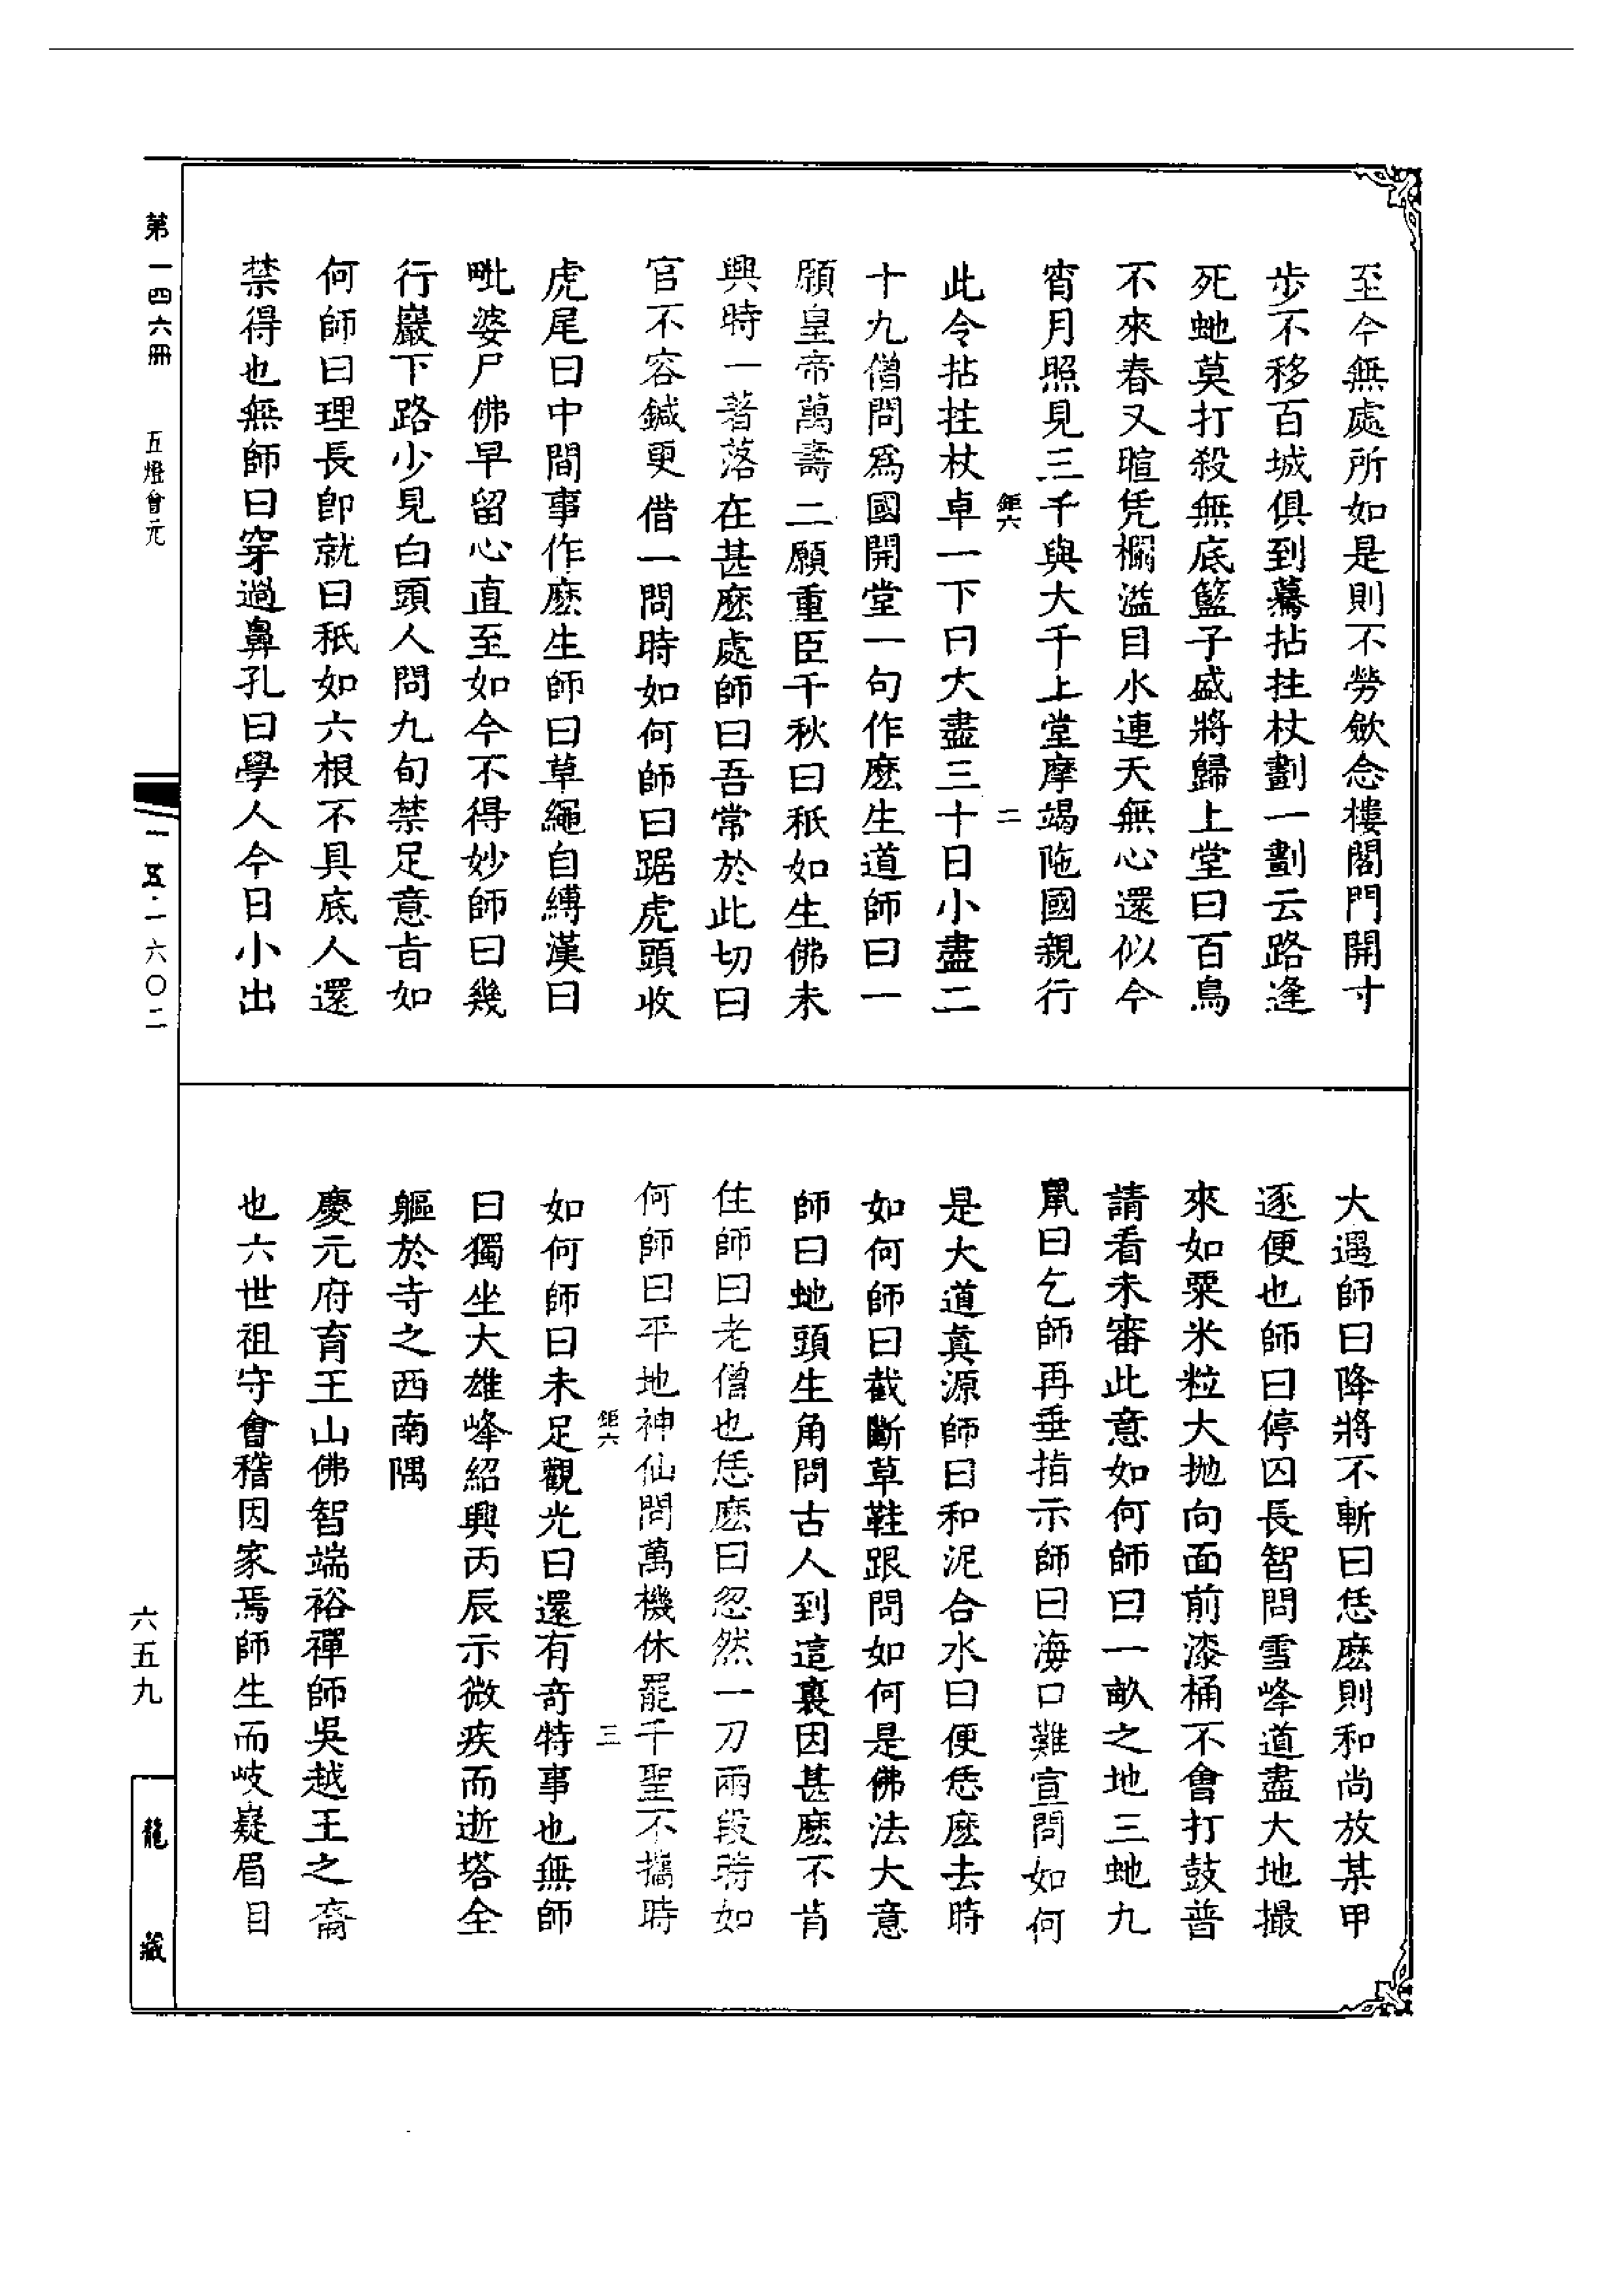 至今無處所如是則不勞斂念樓閣門開寸
步不移百城俱到驀拈拄杖劃一劃云路逢
死虵莫打殺無底籃子盛將歸上堂曰百鳥
不來春又暄凭欄溢目水連天無心還似今
宵月照見三千與大千上堂摩竭陁國親行
鉅六 二
此令拈拄杖卓一下曰大盡三十日小盡二
十九僧問爲國開堂一句作麽生道師曰一
願皇帝萬壽二願重臣千秋曰秖如生佛未
興時一著落在甚麽處師曰吾常於此切曰
官不容鍼更借一問時如何師曰踞虎頭收
虎尾曰中間事作麽生師曰草繩自縛漢曰
毗婆尸佛早留心直至如今不得妙師曰幾
行巖下路少見白頭人問九旬禁足意旨如
何師曰理長即就曰秖如六根不具底人還
禁得也無師曰穿過鼻孔曰學人今日小出
大遇師曰降將不斬曰恁麽則和尚放某甲
逐便也師曰停囚長智問雪峰道盡大地撮
來如粟米粒大抛向面前漆桶不會打鼓普
請看未審此意如何師曰一畝之地三虵九
鼠曰乞師再垂指示師曰海口難宣問如何
是大道真源師曰和泥合水曰便恁麽去時
如何師曰截斷草鞋跟問如何是佛法大意
師曰虵頭生角問古人到這裏因甚麽不肯
住師曰老僧也恁麽曰忽然一刀兩段時如
何師曰平地神仙問萬機休罷千聖不攜時
鉅六 三
如何師曰未足觀光曰還有奇特事也無師
曰獨坐大雄峰紹興丙辰示微疾而逝塔全
軀於寺之西南隅
慶元府育王山佛智端裕禪師吳越王之裔
也六世祖守會稽因家焉師生而岐嶷眉目
第一四六冊 五燈會元
一五·一六〇二
六五九
龍藏